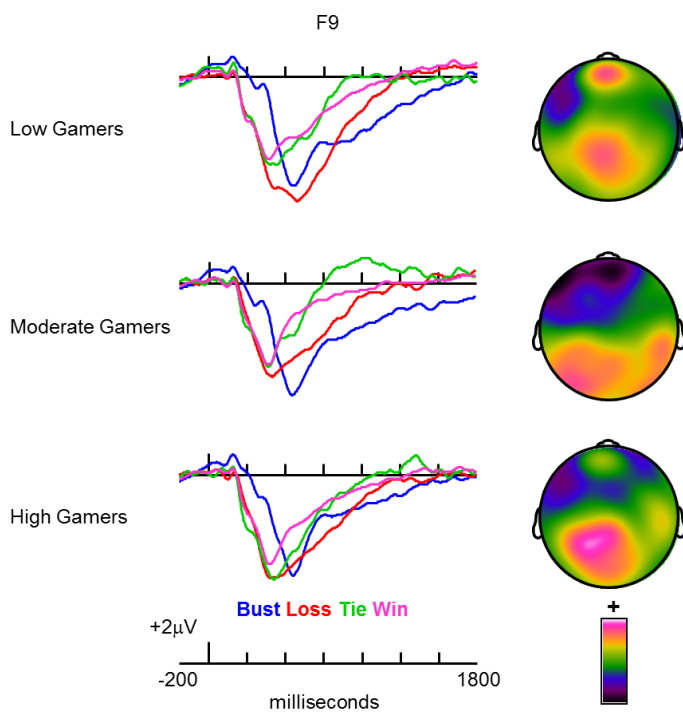 F9
Low Gamers
Moderate Gamers
High Gamers
Bust Loss Tie Win
+
+2µV
-200 1800
milliseconds